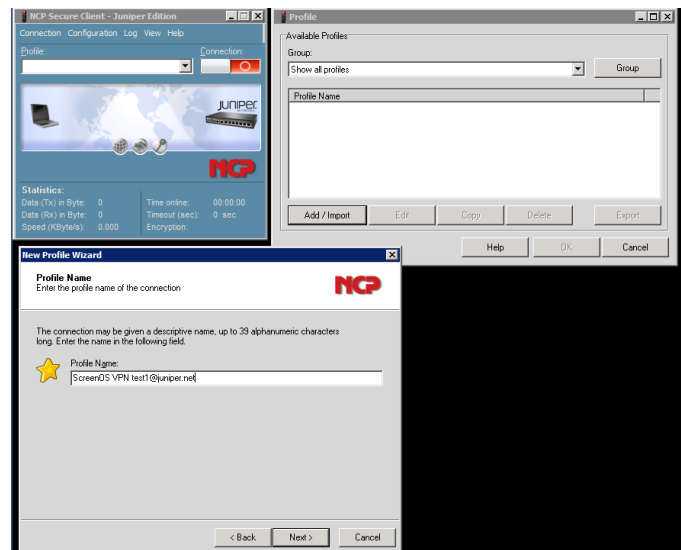 NCP Secure Client - Juniper Edition
Connection Configuration Log View Help
Profile:
Connection:
JUNIPER
NCP
Statistics:
Data (Tx) in Byte: 0
Time online: 00:00:00
Data (Rx) in Byte: 0
Timeout (sec): 0 sec
Speed (KByte/s): 0.000
Encryption:
Profile
Available Profiles
Group:
Show all profiles
Group
Profile Name
Add / Import
Edit
Copy
Delete
Export
Help
OK
Cancel
New Profile Wizard
Profile Name
Enter the profile name of the connection
NCP
The connection may be given a descriptive name, up to 39 alphanumeric characters
long. Enter the name in the following field.
Profile Name:
ScreenOS VPN test1@juniper.net
< Back
Next >
Cancel